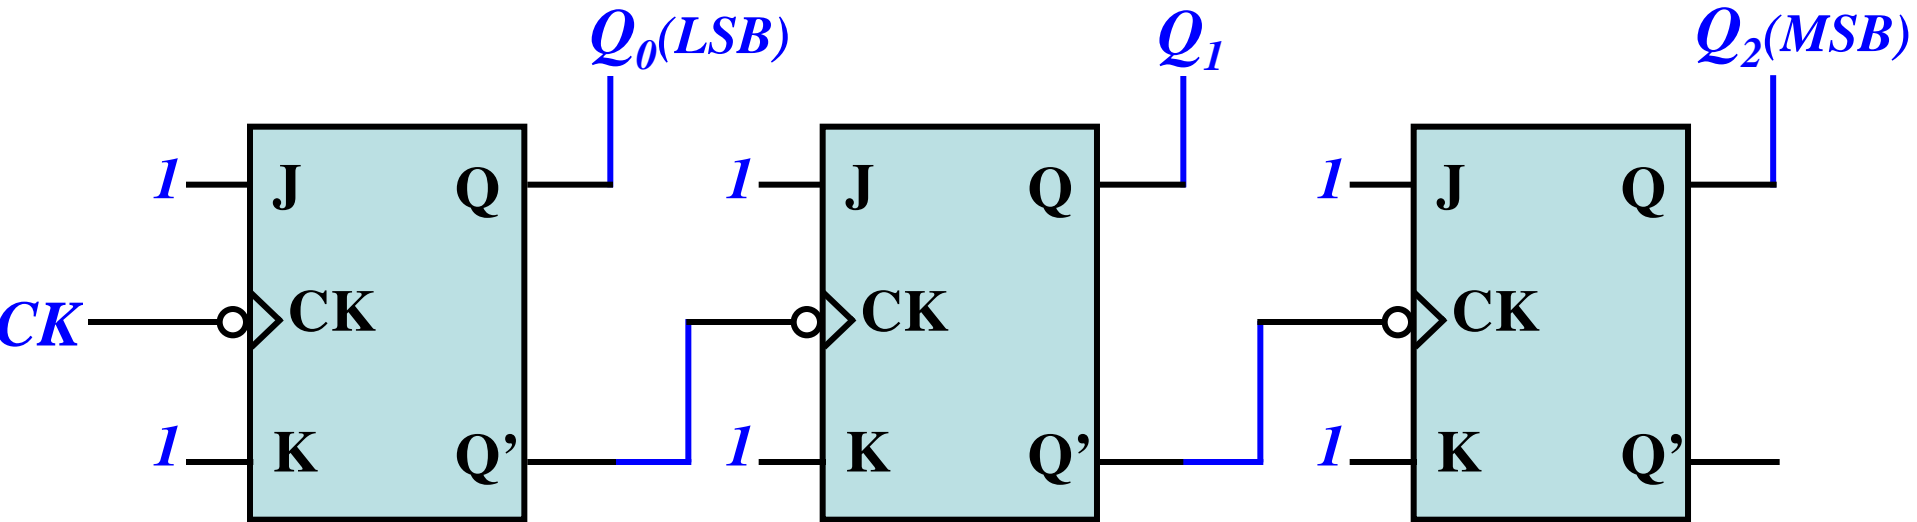 Q0(LSB) Q1 Q2(MSB)
1 J Q 1 J Q 1 J Q
CK CK CK CK
1 K Q’ 1 K Q’ 1 K Q’